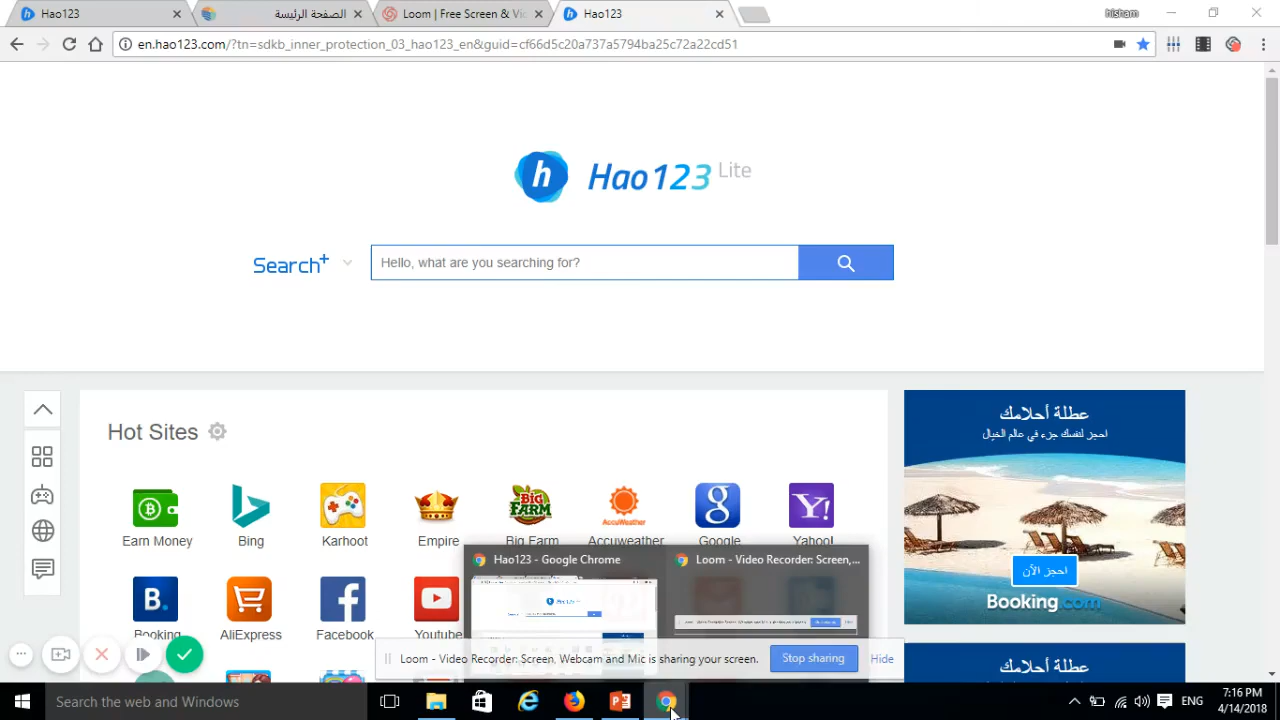 Hao123
الصفحة الرئيسة
Loom | Free Screen & Vic
Hao123
hisham
en.hao123.com/?tn=sdkb_inner_protection_03_hao123_en&guid=cf66d5c20a737a5794ba25c72a22cd51
h Hao123 Lite
Search+
Hello, what are you searching for?
Hot Sites
Earn Money
Bing
Karhoot
Empire
BIG FARM
Big Farm
AccuWeather
Accuweather
g
Google
Y!
Yahoo!
B.
Booking
AliExpress
Facebook
Youtube
عطلة أحلامك
احجز لنفسك جزء في عالم الخيال
احجز الآن
Booking.com
عطلة أحلامك
Hao123 - Google Chrome
Loom - Video Recorder: Screen,...
Loom - Video Recorder: Screen, Webcam and Mic is sharing your screen.
Stop sharing
Hide
Search the web and Windows
ENG
7:16 PM
4/14/2018